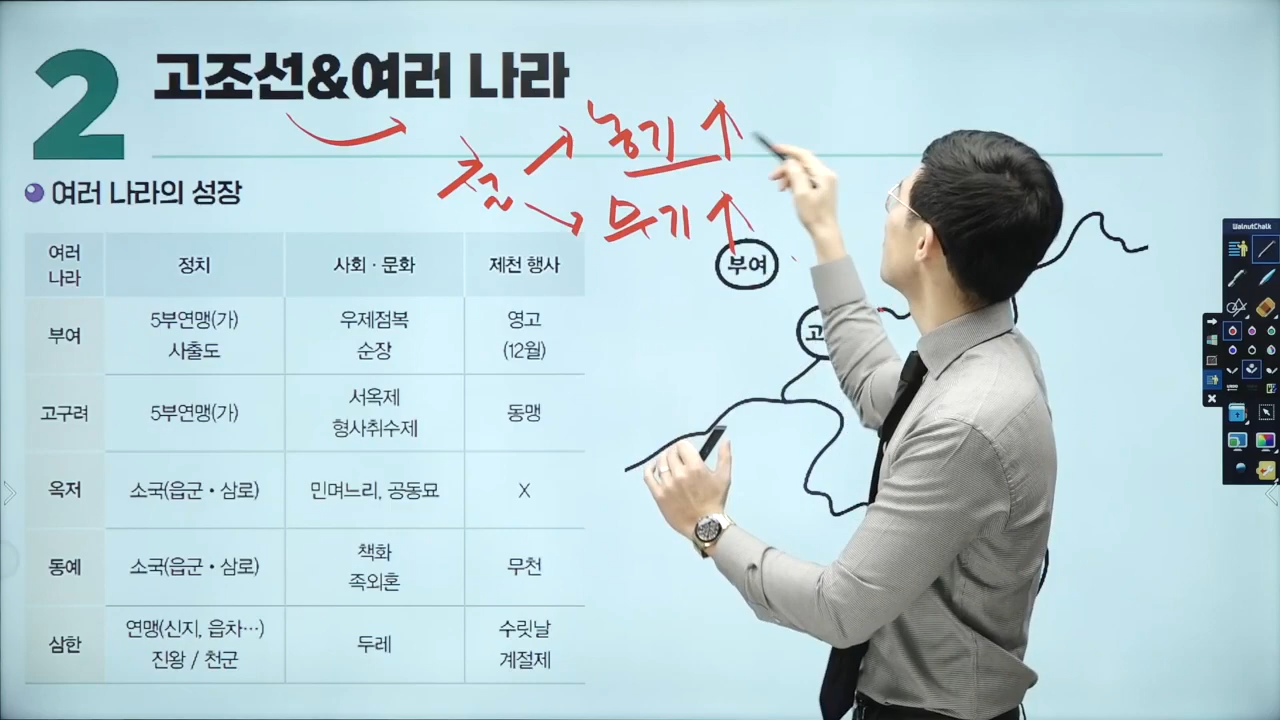 2 고조선&여러 나라
철 농기 ↑
무기 ↑
여러 나라의 성장
여러 나라 정치 사회·문화 제천 행사
부여 5부연맹(가) 사출도 우제점복 순장 영고 (12월)
고구려 5부연맹(가) 서옥제 형사취수제 동맹
옥저 소국(읍군·삼로) 민며느리, 공동묘 X
동예 소국(읍군·삼로) 책화 족외혼 무천
삼한 연맹(신지, 읍차…) 진왕 / 천군 두레 수릿날 계절제
부여
고
WalnutChalk